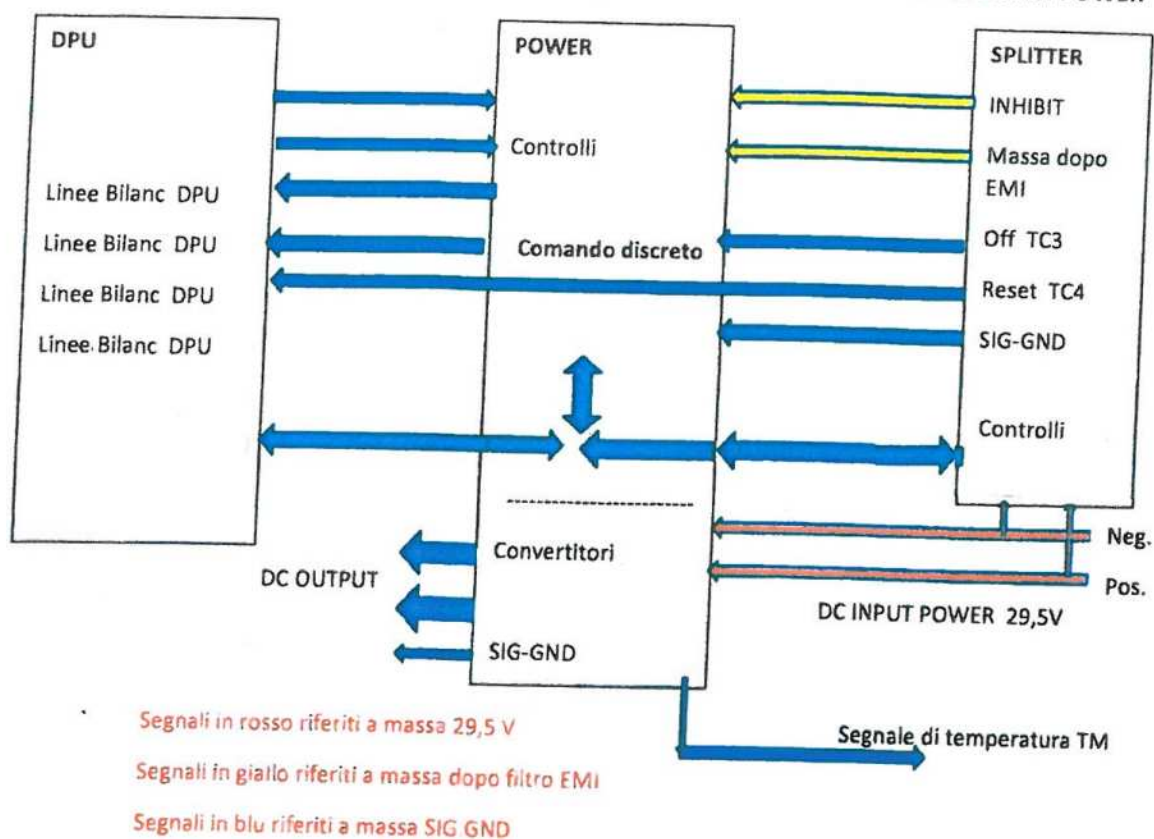 DPU
Linee Bilanc DPU
Linee Bilanc DPU
Linee Bilanc DPU
Linee Bilanc DPU
POWER
Controlli
Comando discreto
SPLITTER
INHIBIT
Massa dopo
EMI
Off TC3
Reset TC4
SIG-GND
Controlli
Convertitori
DC OUTPUT
SIG-GND
Neg.
Pos.
DC INPUT POWER 29,5V
Segnale di temperatura TM
Segnali in rosso riferiti a massa 29,5 V
Segnali in giallo riferiti a massa dopo filtro EMI
Segnali in blu riferiti a massa SIG GND